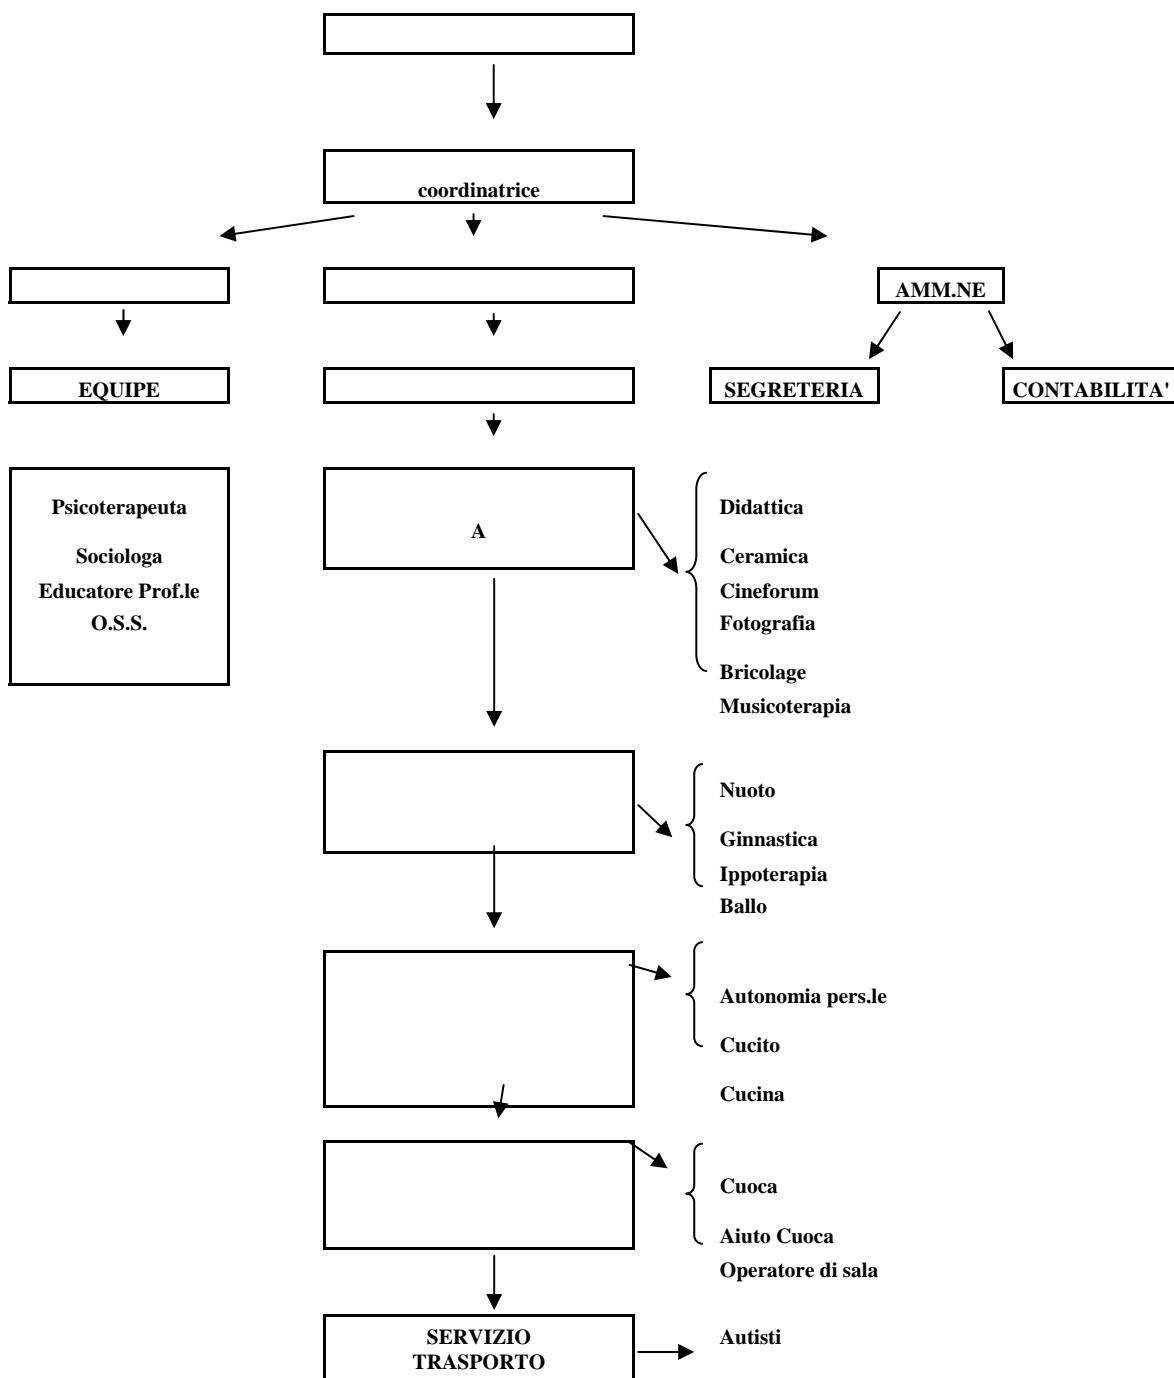 coordinatrice
AMM.NE
EQUIPE
SEGRETERIA
CONTABILITA'
Psicoterapeuta
Sociologa
Educatore Prof.le
O.S.S.
A
Didattica
Ceramica
Cineforum
Fotografia
Bricolage
Musicoterapia
Nuoto
Ginnastica
Ippoterapia
Ballo
Autonomia pers.le
Cucito
Cucina
Cuoca
Aiuto Cuoca
Operatore di sala
SERVIZIO
TRASPORTO
Autisti